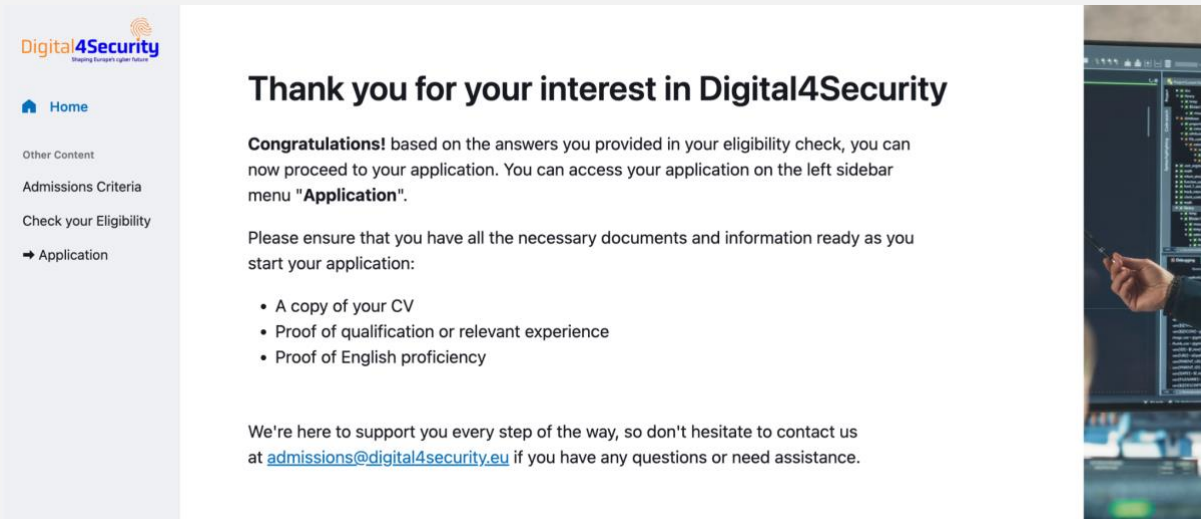 Digital4Security
Shaping Europe's cyber future
Home
Other Content
Admissions Criteria
Check your Eligibility
➡ Application
Thank you for your interest in Digital4Security
Congratulations! based on the answers you provided in your eligibility check, you can
now proceed to your application. You can access your application on the left sidebar
menu "Application".
Please ensure that you have all the necessary documents and information ready as you
start your application:
• A copy of your CV
• Proof of qualification or relevant experience
• Proof of English proficiency
We're here to support you every step of the way, so don't hesitate to contact us
at admissions@digital4security.eu if you have any questions or need assistance.